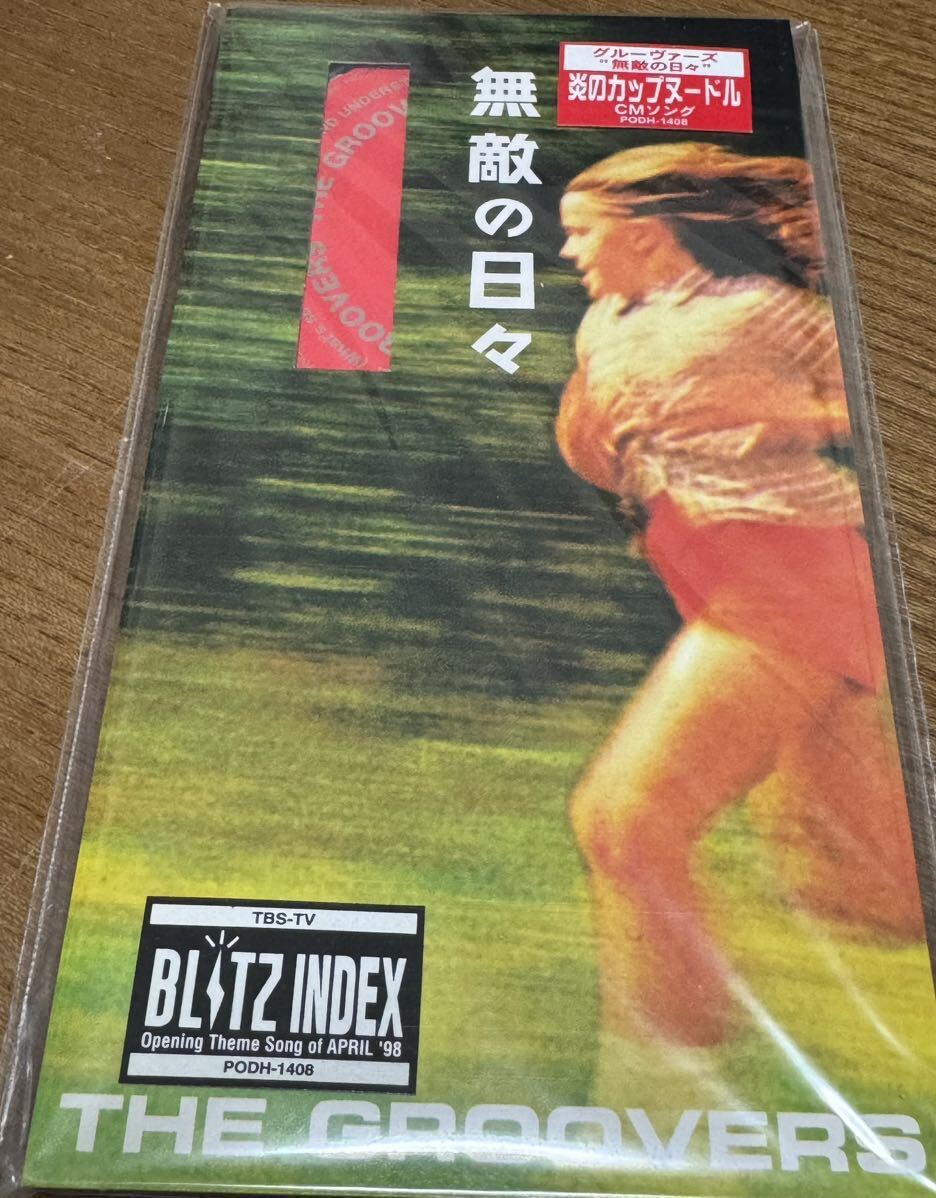 グルーヴァーズ
"無敵の日々"
炎のカップヌードル
CMソング
PODH-1408
無敵の日々
THE GROOV
GROOVERS
TBS-TV
BLITZ INDEX
Opening Theme Song of APRIL '98
PODH-1408
THE GROOVERS